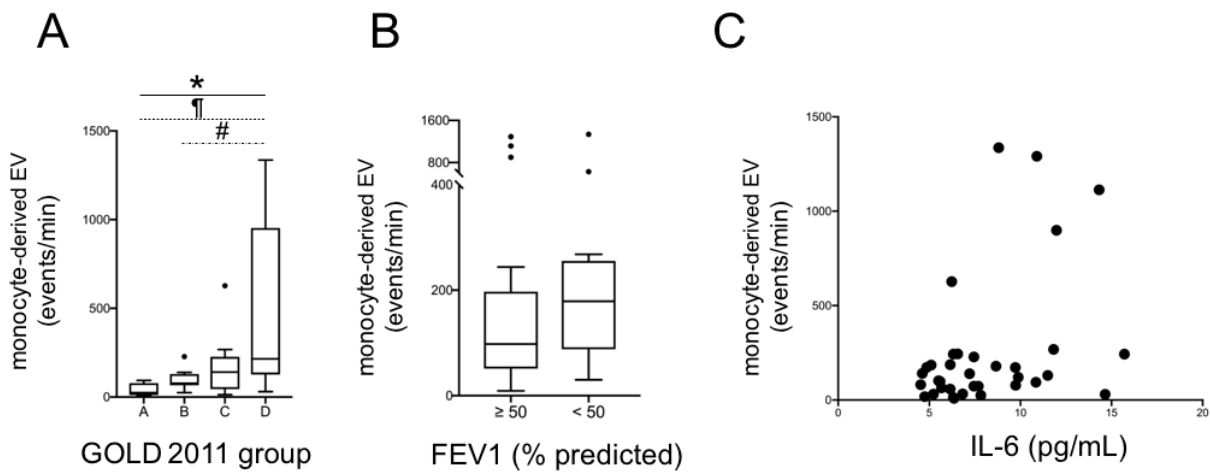 A
*
¶
#
1500
1000
500
0
A B C D
monocyte-derived EV
(events/min)
GOLD 2011 group
B
1600
800
400
200
0
≥ 50 < 50
monocyte-derived EV
(events/min)
FEV1 (% predicted)
C
1500
1000
500
0
0 5 10 15 20
monocyte-derived EV
(events/min)
IL-6 (pg/mL)